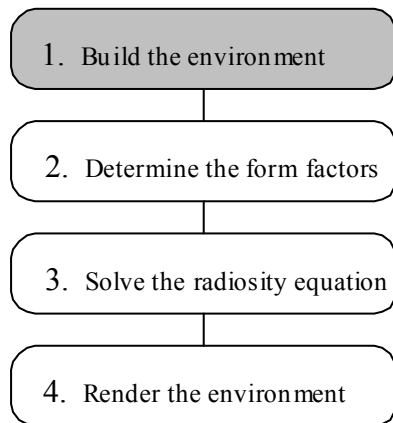 1. Build the environment
2. Determine the form factors
3. Solve the radiosity equation
4. Render the environment